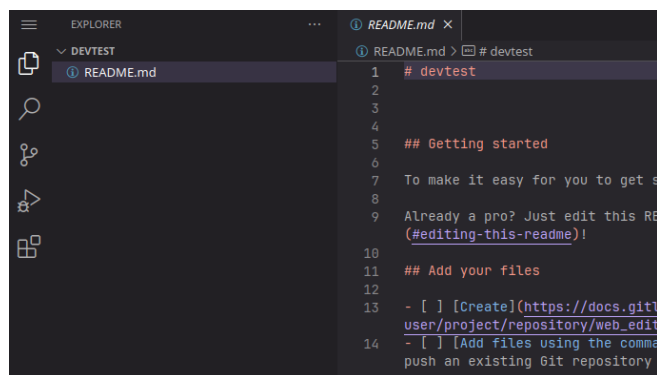 EXPLORER ...
DEVTEST
README.md
README.md
README.md > # devtest
1 # devtest
2
3
4
5 ## Getting started
6
7 To make it easy for you to get s
8
9 Already a pro? Just edit this RE
(#editing-this-readme)!
10
11 ## Add your files
12
13 - [ ] [Create](https://docs.gitl
user/project/repository/web_edit
14 - [ ] [Add files using the comma
push an existing Git repository